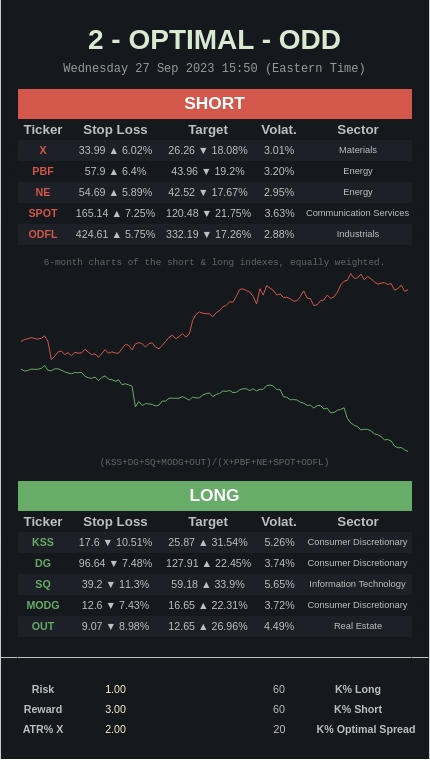 2 - OPTIMAL - ODD
Wednesday 27 Sep 2023 15:50 (Eastern Time)
SHORT
Ticker Stop Loss Target Volat. Sector
X 33.99 ▲ 6.02% 26.26 ▼ 18.08% 3.01% Materials
PBF 57.9 ▲ 6.4% 43.96 ▼ 19.2% 3.20% Energy
NE 54.69 ▲ 5.89% 42.52 ▼ 17.67% 2.95% Energy
SPOT 165.14 ▲ 7.25% 120.48 ▼ 21.75% 3.63% Communication Services
ODFL 424.61 ▲ 5.75% 332.19 ▼ 17.26% 2.88% Industrials
6-month charts of the short & long indexes, equally weighted.
(KSS+DG+SQ+MODG+OUT)/(X+PBF+NE+SPOT+ODFL)
LONG
Ticker Stop Loss Target Volat. Sector
KSS 17.6 ▼ 10.51% 25.87 ▲ 31.54% 5.26% Consumer Discretionary
DG 96.64 ▼ 7.48% 127.91 ▲ 22.45% 3.74% Consumer Discretionary
SQ 39.2 ▼ 11.3% 59.18 ▲ 33.9% 5.65% Information Technology
MODG 12.6 ▼ 7.43% 16.65 ▲ 22.31% 3.72% Consumer Discretionary
OUT 9.07 ▼ 8.98% 12.65 ▲ 26.96% 4.49% Real Estate
Risk 1.00 60 K% Long
Reward 3.00 60 K% Short
ATR% X 2.00 20 K% Optimal Spread